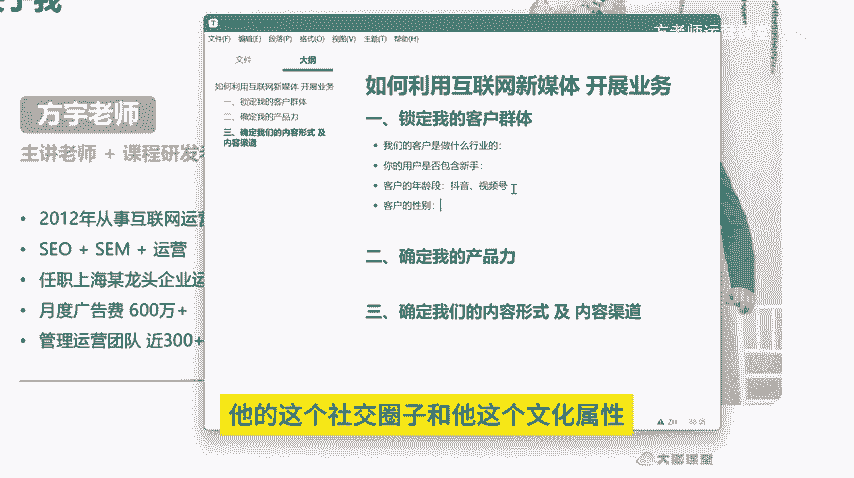 方宇老师
主讲老师 + 课程研发
• 2012年从事互联网运营
• SEO + SEM + 运营
• 任职上海某龙头企业运
• 月度广告费 600万+
• 管理运营团队 近300+
T
文件(F) 编辑(E) 段落(P) 格式(O) 视图(V) 主题(T) 帮助(H)
文件 大纲
如何利用互联网新媒体 开展业务
一、锁定我的客户群体
二、确定我的产品力
三、确定我们的内容形式 及
内容渠道
如何利用互联网新媒体 开展业务
一、锁定我的客户群体
• 我们的客户是做什么行业的：
• 你的用户是否包含新手：
• 客户的年龄段：抖音、视频号
• 客户的性别：
二、确定我的产品力
三、确定我们的内容形式 及 内容渠道
他的这个社交圈子和他这个文化属性